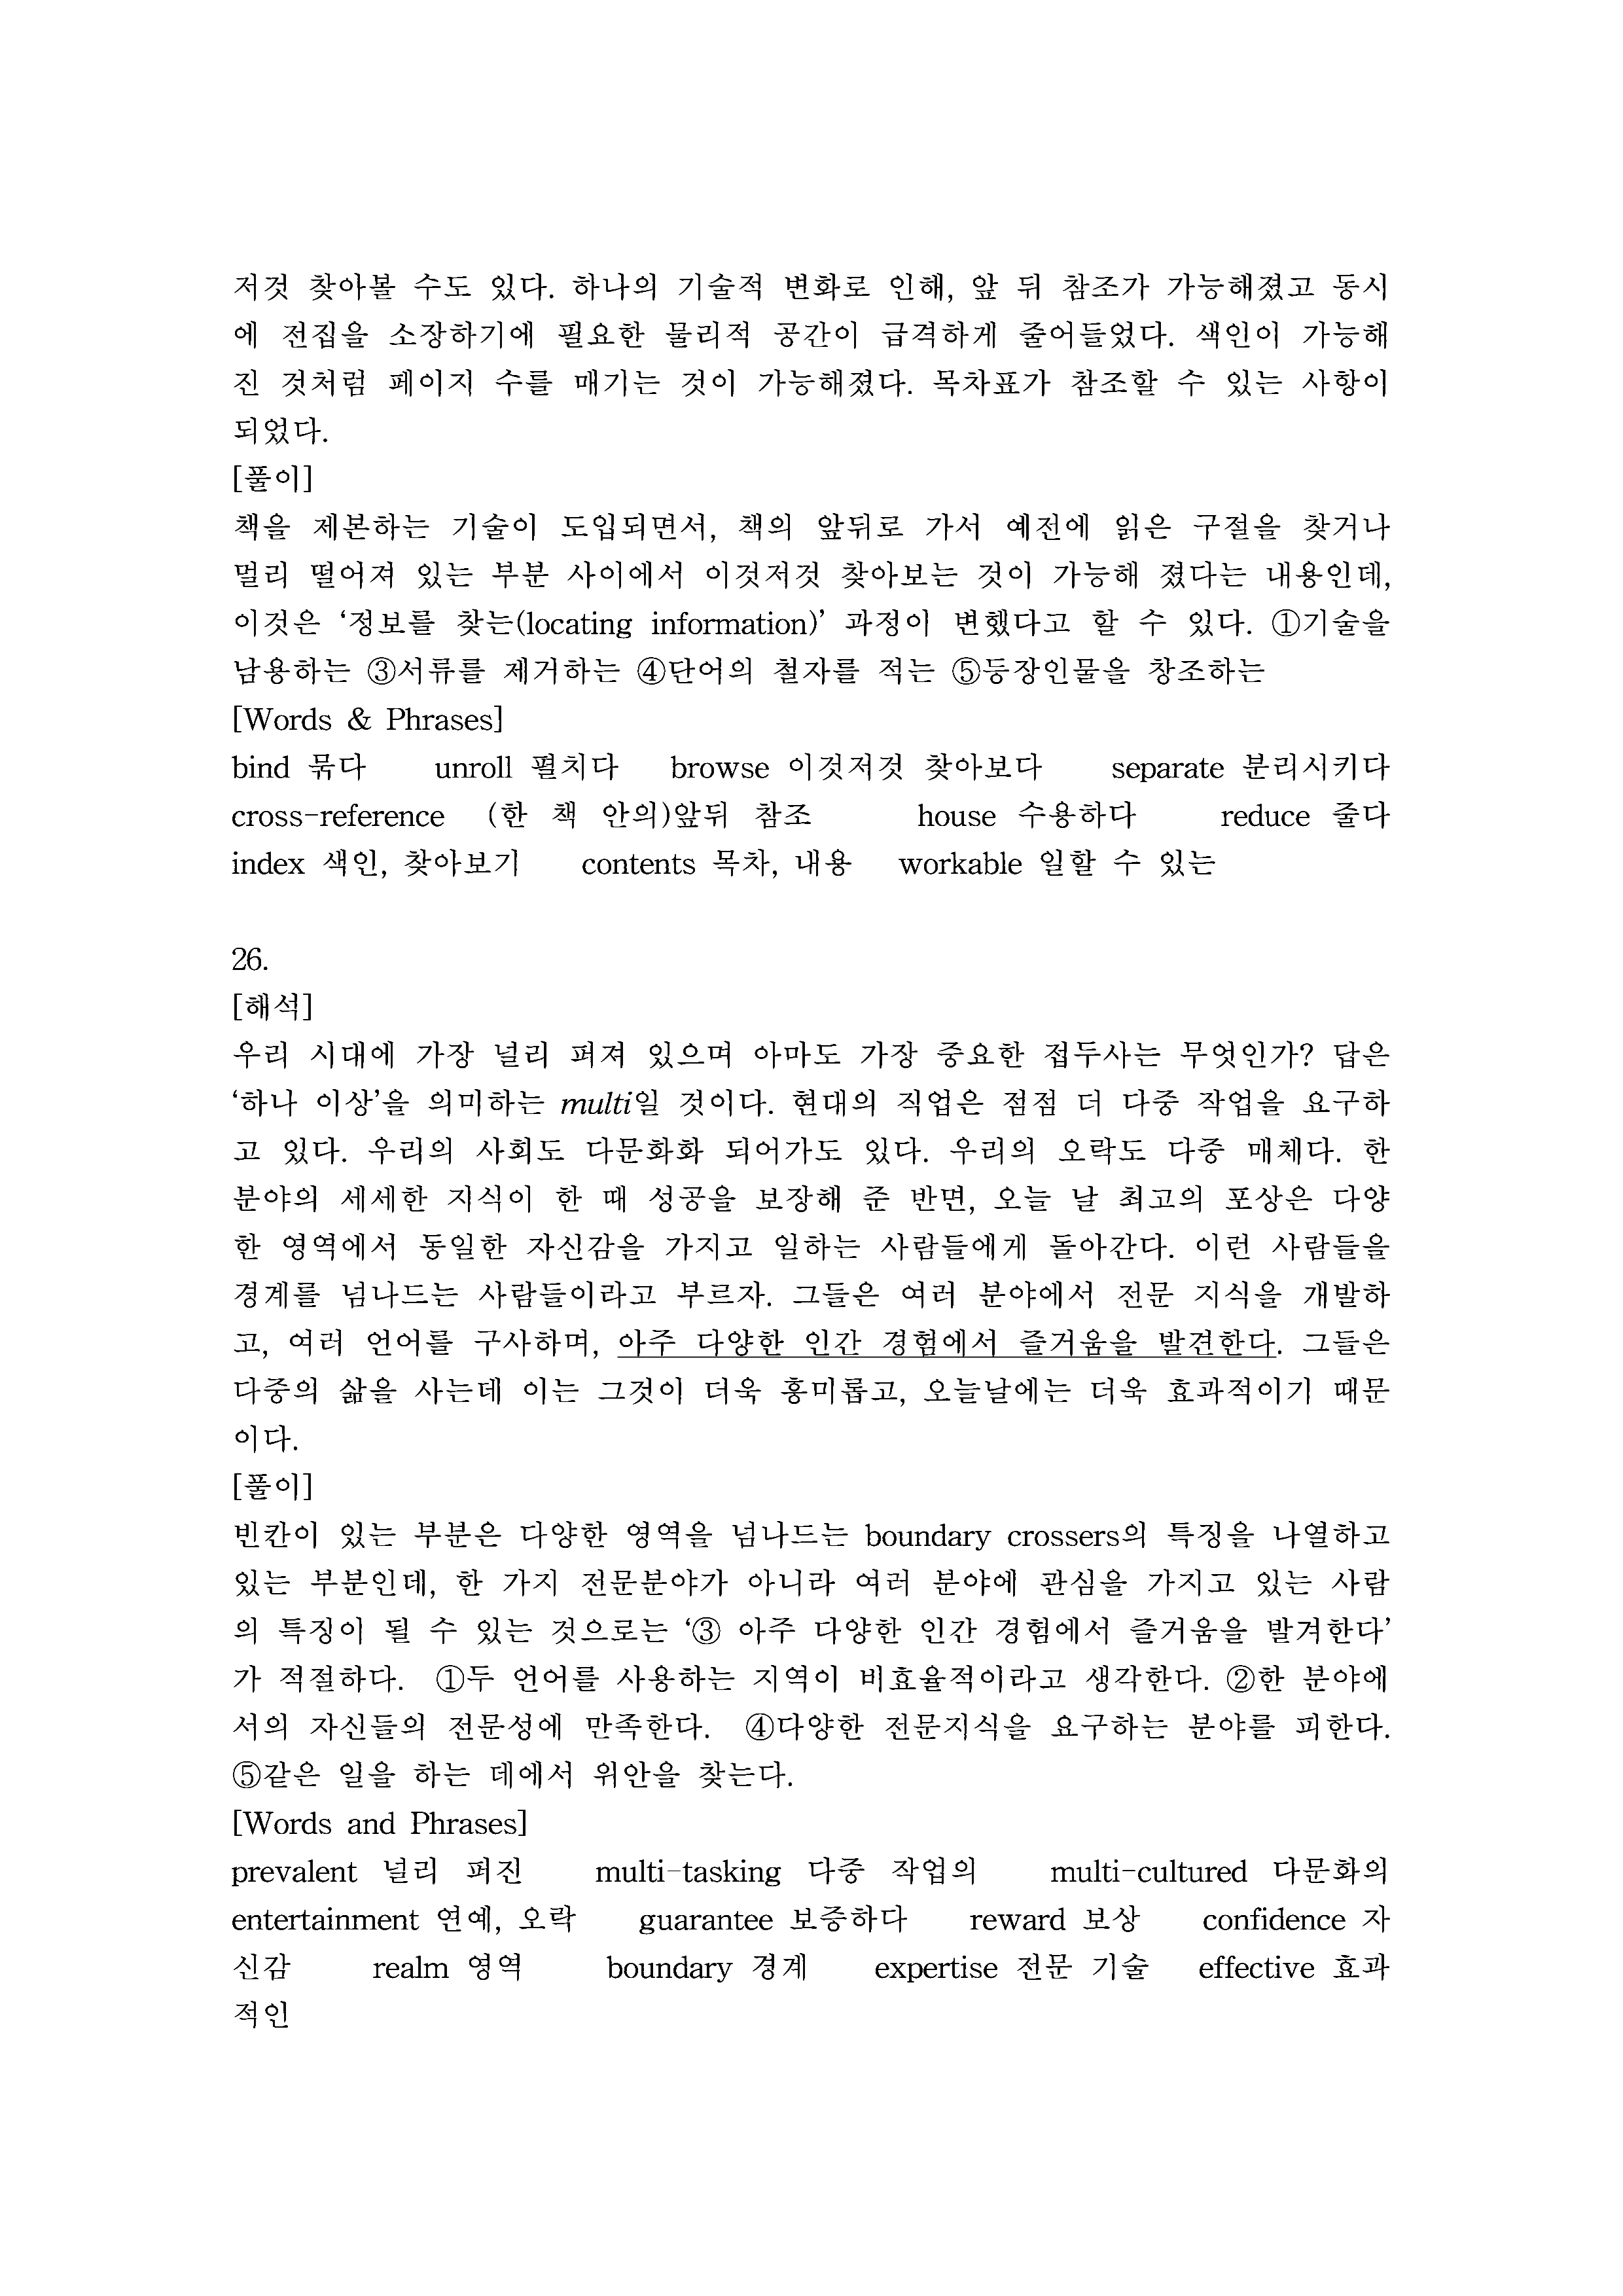 저것 찾아볼 수도 있다. 하나의 기술적 변화로 인해, 앞 뒤 참조가 가능해졌고 동시
에 전집을 소장하기에 필요한 물리적 공간이 급격하게 줄어들었다. 색인이 가능해
진 것처럼 페이지 수를 매기는 것이 가능해졌다. 목차표가 참조할 수 있는 사항이
되었다.
[풀이]
책을 제본하는 기술이 도입되면서, 책의 앞뒤로 가서 예전에 읽은 구절을 찾거나
멀리 떨어져 있는 부분 사이에서 이것저것 찾아보는 것이 가능해 졌다는 내용인데,
이것은 ‘정보를 찾는(locating information)’ 과정이 변했다고 할 수 있다. ①기술을
남용하는 ③서류를 제거하는 ④단어의 철자를 적는 ⑤등장인물을 창조하는
[Words & Phrases]
bind 묶다 unroll 펼치다 browse 이것저것 찾아보다 separate 분리시키다
cross-reference (한 책 안의)앞뒤 참조 house 수용하다 reduce 줄다
index 색인, 찾아보기 contents 목차, 내용 workable 일할 수 있는
26.
[해석]
우리 시대에 가장 널리 퍼져 있으며 아마도 가장 중요한 접두사는 무엇인가? 답은
‘하나 이상’을 의미하는 multi일 것이다. 현대의 직업은 점점 더 다중 작업을 요구하
고 있다. 우리의 사회도 다문화화 되어가도 있다. 우리의 오락도 다중 매체다. 한
분야의 세세한 지식이 한 때 성공을 보장해 준 반면, 오늘 날 최고의 포상은 다양
한 영역에서 동일한 자신감을 가지고 일하는 사람들에게 돌아간다. 이런 사람들을
경계를 넘나드는 사람들이라고 부르자. 그들은 여러 분야에서 전문 지식을 개발하
고, 여러 언어를 구사하며, 아주 다양한 인간 경험에서 즐거움을 발견한다. 그들은
다중의 삶을 사는데 이는 그것이 더욱 흥미롭고, 오늘날에는 더욱 효과적이기 때문
이다.
[풀이]
빈칸이 있는 부분은 다양한 영역을 넘나드는 boundary crossers의 특징을 나열하고
있는 부분인데, 한 가지 전문분야가 아니라 여러 분야에 관심을 가지고 있는 사람
의 특징이 될 수 있는 것으로는 ‘③ 아주 다양한 인간 경험에서 즐거움을 발겨한다’
가 적절하다. ①두 언어를 사용하는 지역이 비효율적이라고 생각한다. ②한 분야에
서의 자신들의 전문성에 만족한다. ④다양한 전문지식을 요구하는 분야를 피한다.
⑤같은 일을 하는 데에서 위안을 찾는다.
[Words and Phrases]
prevalent 널리 퍼진 multi-tasking 다중 작업의 multi-cultured 다문화의
entertainment 연예, 오락 guarantee 보증하다 reward 보상 confidence 자
신감 realm 영역 boundary 경계 expertise 전문 기술 effective 효과
적인